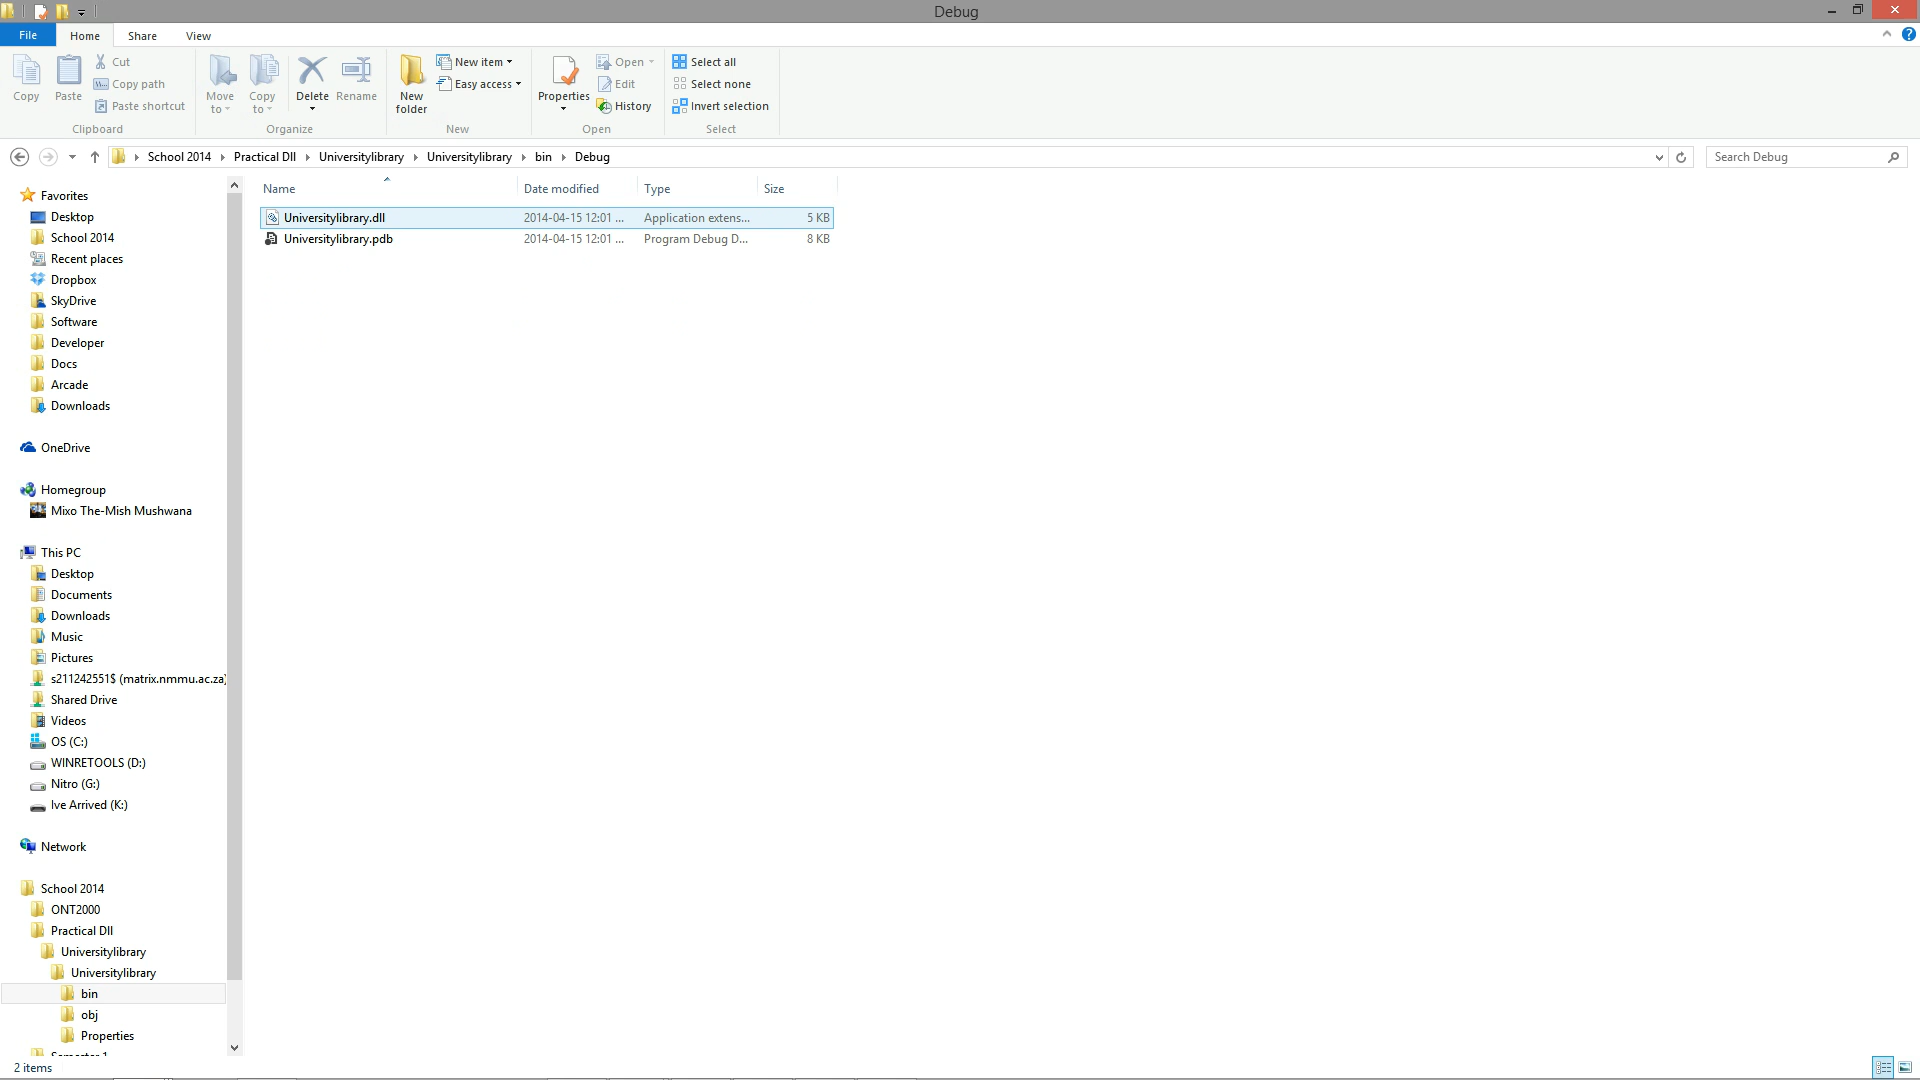 Debug
File Home Share View
Copy Paste Cut Copy path Paste shortcut
Clipboard
Move to Copy to Delete Rename
Organize
New folder New item Easy access
New
Properties Open Edit History
Open
Select all Select none Invert selection
Select
School 2014 Practical Dll Universitylibrary Universitylibrary bin Debug
Search Debug
Name Date modified Type Size
Universitylibrary.dll 2014-04-15 12:01 ... Application extens... 5 KB
Universitylibrary.pdb 2014-04-15 12:01 ... Program Debug D... 8 KB
Favorites
Desktop
School 2014
Recent places
Dropbox
SkyDrive
Software
Developer
Docs
Arcade
Downloads
OneDrive
Homegroup
Mixo The-Mish Mushwana
This PC
Desktop
Documents
Downloads
Music
Pictures
s211242551$ (matrix.nmmu.ac.za)
Shared Drive
Videos
OS (C:)
WINRETOOLS (D:)
Nitro (G:)
Ive Arrived (K:)
Network
School 2014
ONT2000
Practical Dll
Universitylibrary
Universitylibrary
bin
obj
Properties
2 items